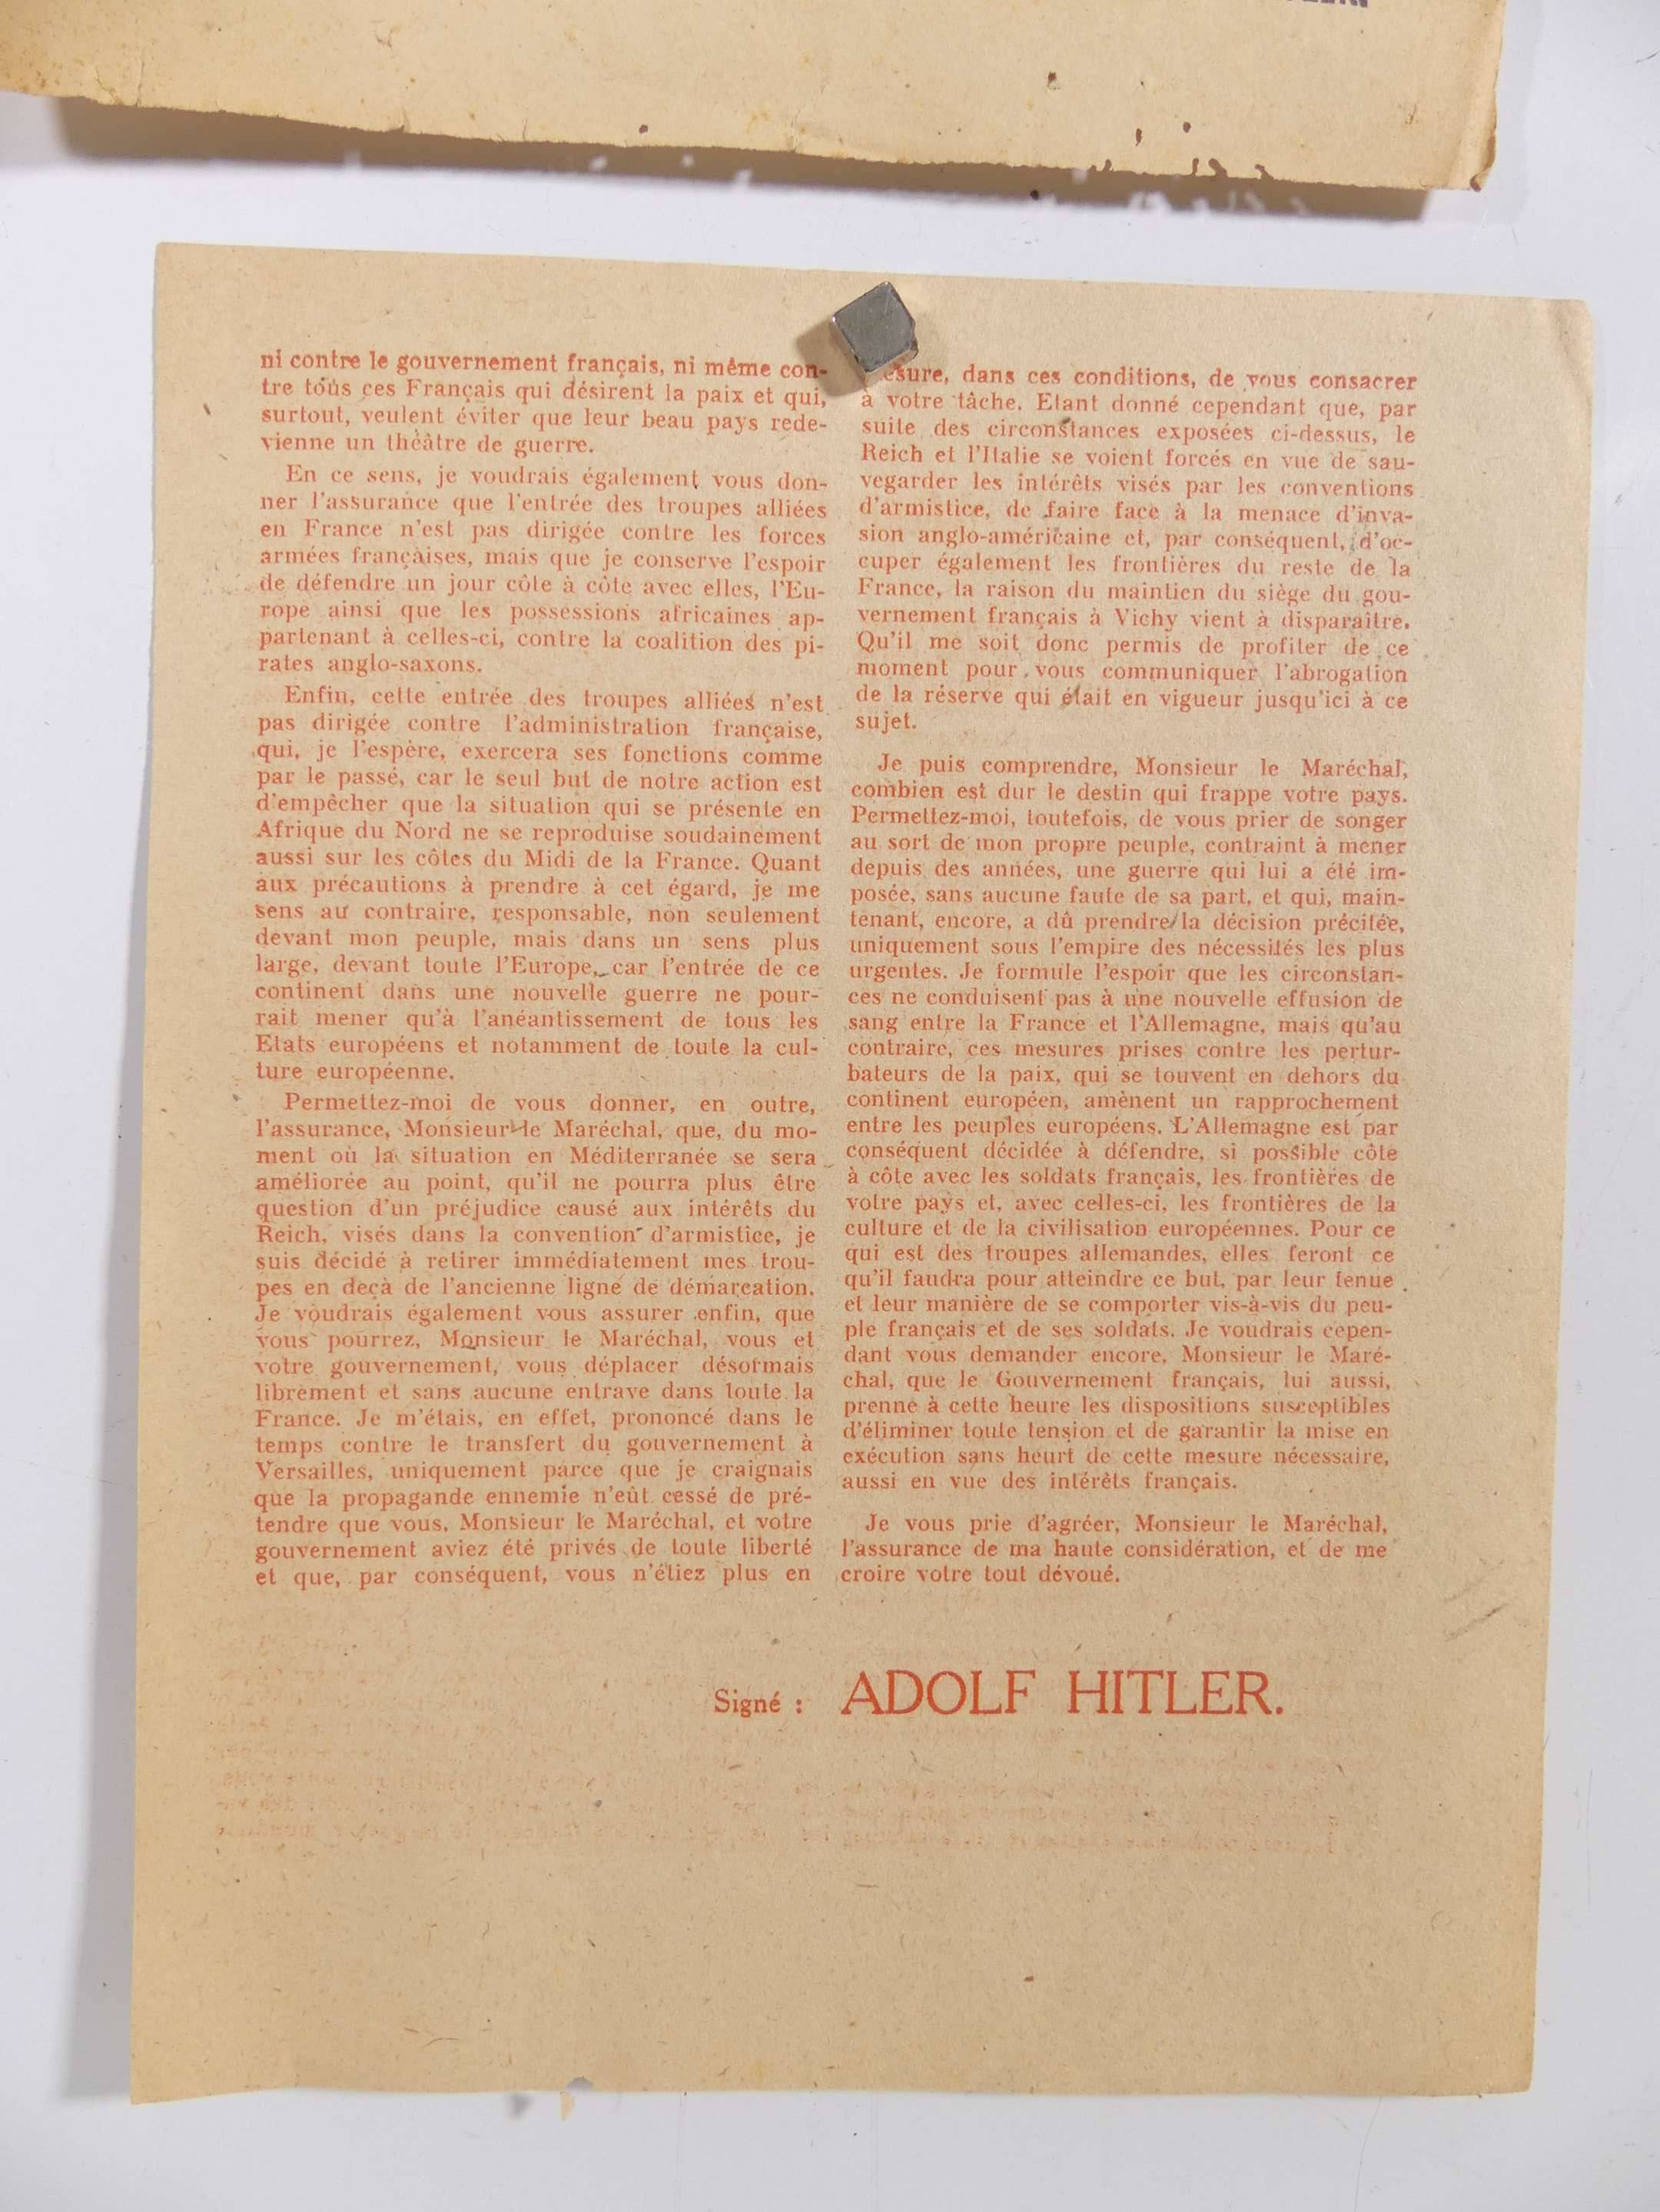 ni contre le gouvernement français, ni même con-
tre tous ces Français qui désirent la paix et qui,
surtout, veulent éviter que leur beau pays rede-
vienne un théâtre de guerre.
En ce sens, je voudrais également vous don-
ner l'assurance que l'entrée des troupes alliées
en France n'est pas dirigée contre les forces
armées françaises, mais que je conserve l'espoir
de défendre un jour côte à côte avec elles, l'Eu-
rope ainsi que les possessions africaines ap-
partenant à celles-ci, contre la coalition des pi-
rates anglo-saxons.
Enfin, cette entrée des troupes alliées n'est
pas dirigée contre l'administration française,
qui, je l'espère, exercera ses fonctions comme
par le passé, car le seul but de notre action est
d'empêcher que la situation qui se présente en
Afrique du Nord ne se reproduise soudainement
aussi sur les côtes du Midi de la France. Quant
aux précautions à prendre à cet égard, je me
sens au contraire, responsable, non seulement
devant mon peuple, mais dans un sens plus
large, devant toute l'Europe, car l'entrée de ce
continent dans une nouvelle guerre ne pour-
rait mener qu'à l'anéantissement de tous les
Etats européens et notamment de toute la cul-
ture européenne.
Permettez-moi de vous donner, en outre,
l'assurance, Monsieur le Maréchal, que, du mo-
ment où la situation en Méditerranée se sera
améliorée au point, qu'il ne pourra plus être
question d'un préjudice causé aux intérêts du
Reich, visés dans la convention d'armistice, je
suis décidé à retirer immédiatement mes trou-
pes en deçà de l'ancienne ligne de démarcation.
Je voudrais également vous assurer enfin, que
vous pourrez, Monsieur le Maréchal, vous et
votre gouvernement, vous déplacer désormais
librement et sans aucune entrave dans toute la
France. Je m'étais, en effet, prononcé dans le
temps contre le transfert du gouvernement à
Versailles, uniquement parce que je craignais
que la propagande ennemie n'eût cessé de pré-
tendre que vous, Monsieur le Maréchal, et votre
gouvernement aviez été privés de toute liberté
et que, par conséquent, vous n'étiez plus en
esure, dans ces conditions, de vous consacrer
à votre tâche. Etant donné cependant que, par
suite des circonstances exposées ci-dessus, le
Reich et l'Italie se voient forcés en vue de sau-
vegarder les intérêts visés par les conventions
d'armistice, de faire face à la menace d'inva-
sion anglo-américaine et, par conséquent, d'oc-
cuper également les frontières du reste de la
France, la raison du maintien du siège du gou-
vernement français à Vichy vient à disparaître.
Qu'il me soit donc permis de profiter de ce
moment pour vous communiquer l'abrogation
de la réserve qui était en vigueur jusqu'ici à ce
sujet.
Je puis comprendre, Monsieur le Maréchal,
combien est dur le destin qui frappe votre pays.
Permettez-moi, toutefois, de vous prier de songer
au sort de mon propre peuple, contraint à mener
depuis des années, une guerre qui lui a été im-
posée, sans aucune faute de sa part, et qui, main-
tenant, encore, a dû prendre la décision précitée,
uniquement sous l'empire des nécessités les plus
urgentes. Je formule l'espoir que les circonstan-
ces ne conduisent pas à une nouvelle effusion de
sang entre la France et l'Allemagne, mais qu'au
contraire, ces mesures prises contre les pertur-
bateurs de la paix, qui se touvent en dehors du
continent européen, amènent un rapprochement
entre les peuples européens. L'Allemagne est par
conséquent décidée à défendre, si possible côte
à côte avec les soldats français, les frontières de
votre pays et, avec celles-ci, les frontières de la
culture et de la civilisation européennes. Pour ce
qui est des troupes allemandes, elles feront ce
qu'il faudra pour atteindre ce but, par leur tenue
et leur manière de se comporter vis-à-vis du peu-
ple français et de ses soldats. Je voudrais cepen-
dant vous demander encore, Monsieur le Maré-
chal, que le Gouvernement français, lui aussi,
prenne à cette heure les dispositions susceptibles
d'éliminer toute tension et de garantir la mise en
exécution sans heurt de cette mesure nécessaire,
aussi en vue des intérêts français.
Je vous prie d'agréer, Monsieur le Maréchal,
l'assurance de ma haute considération, et de me
croire votre tout dévoué.
Signé : ADOLF HITLER.